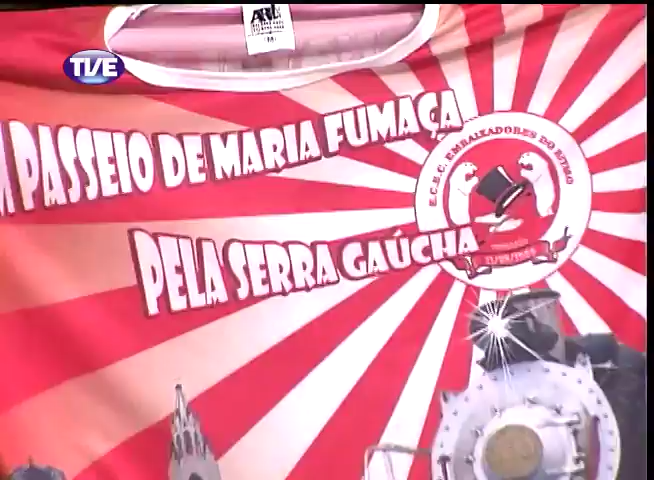 TVE
M
PASSEIO DE MARIA FUMAÇA
PELA SERRA GAÚCHA
E.C.B.C. EMBAIXADORES DO RITMO